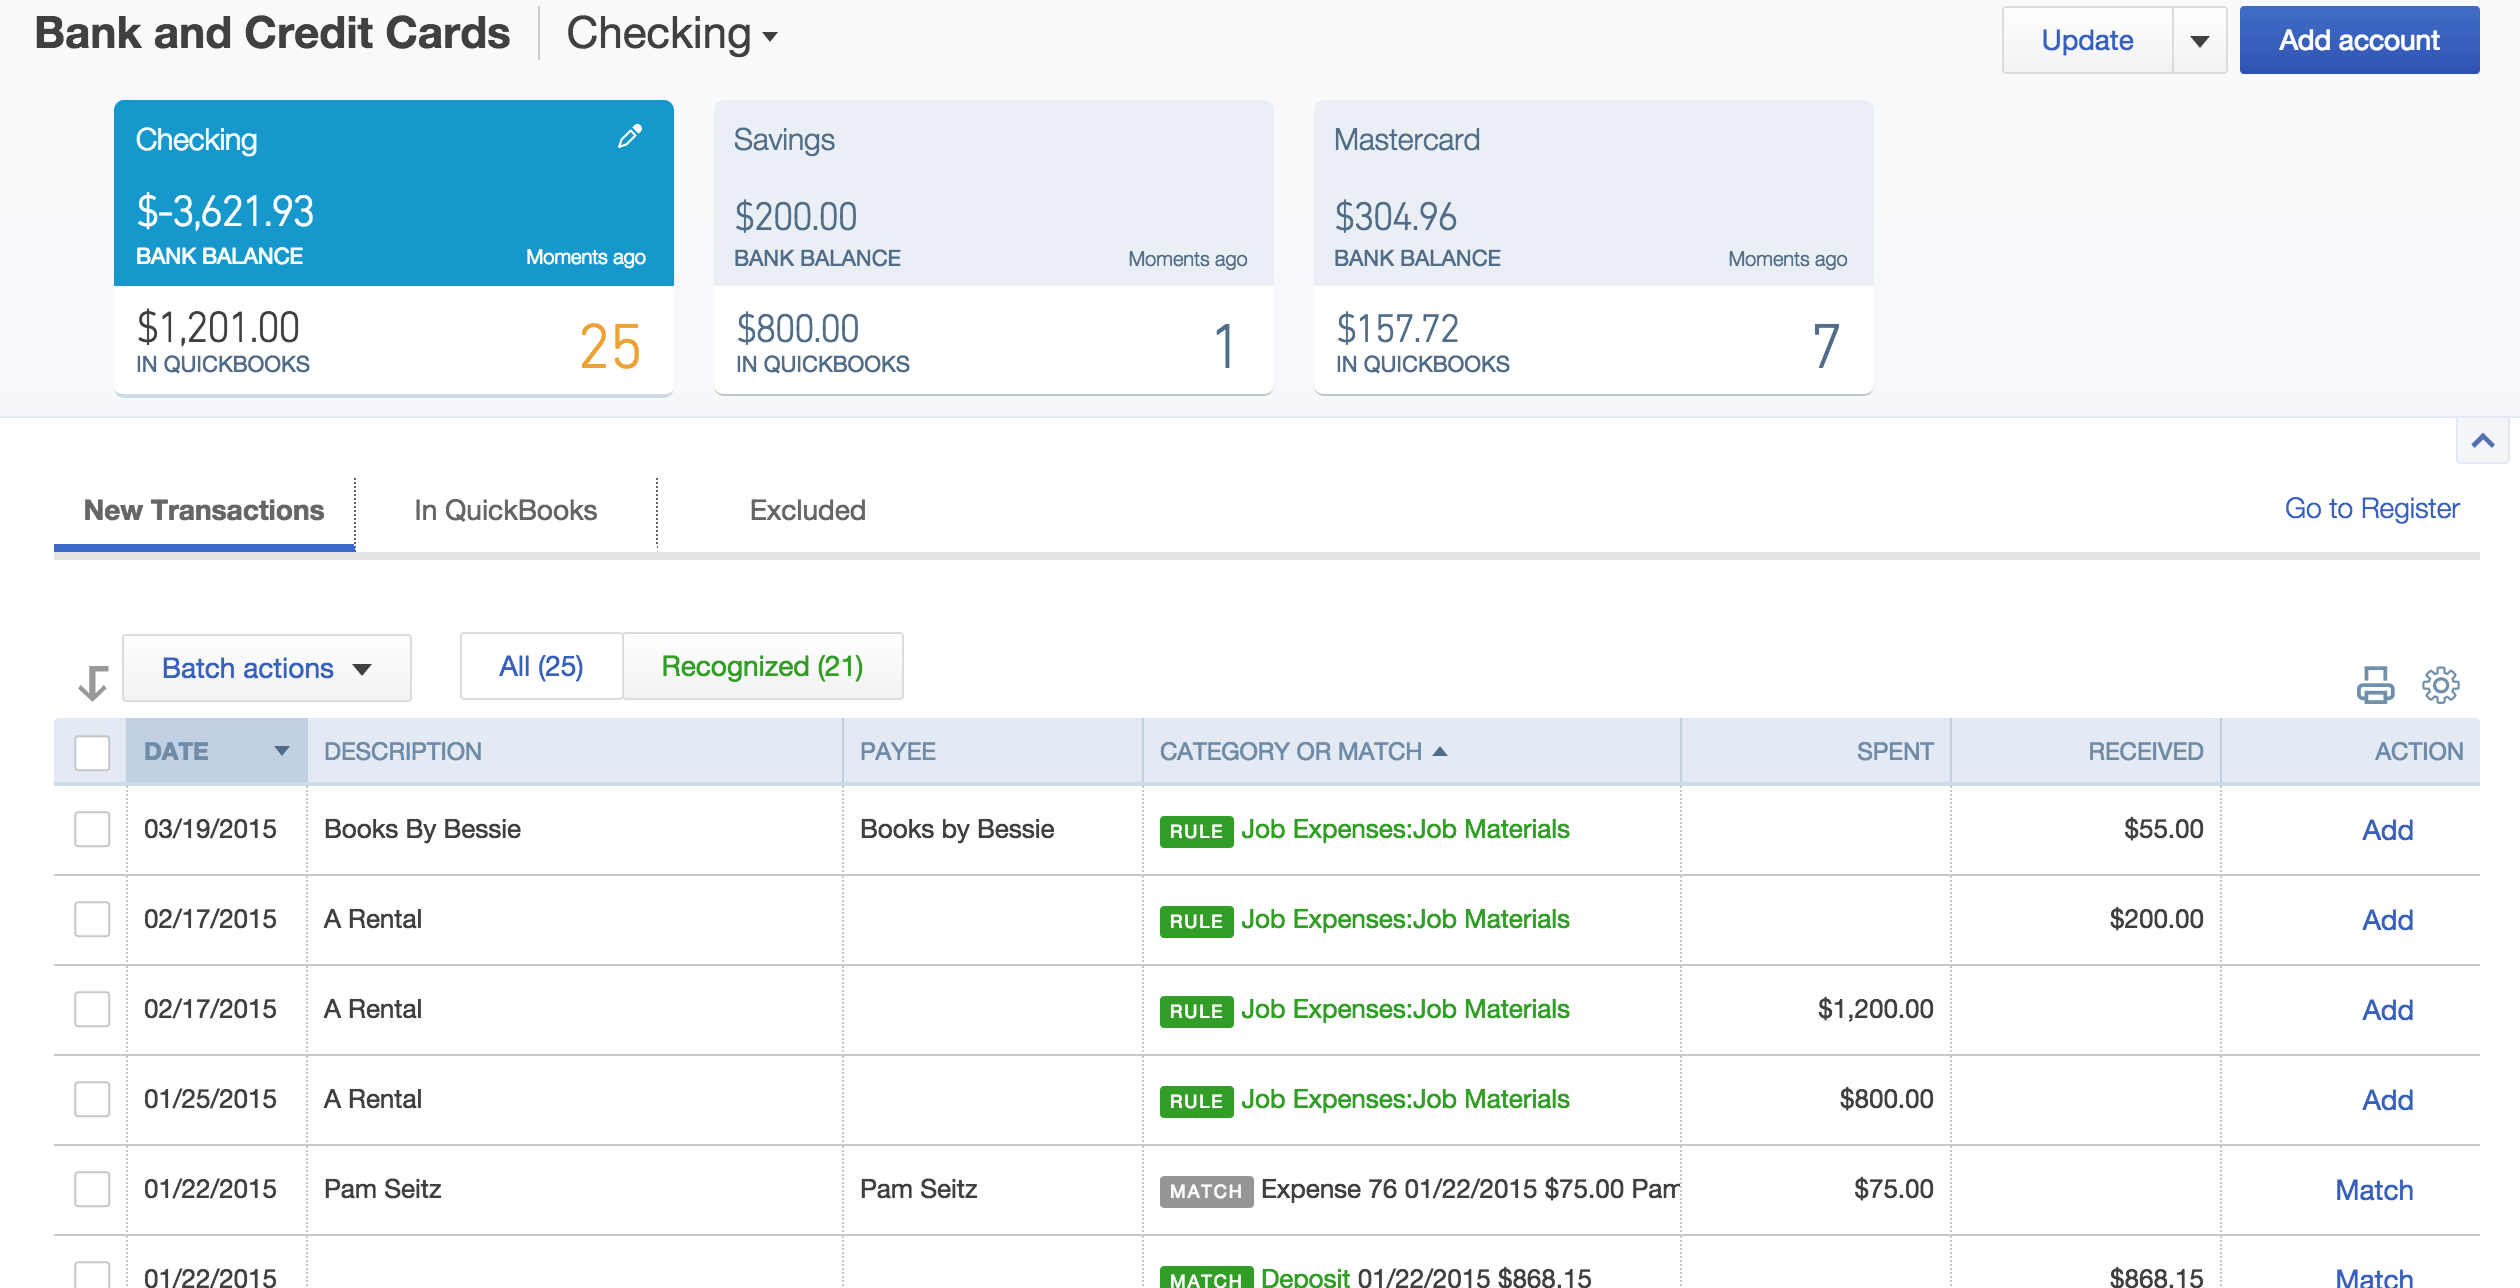 Bank and Credit Cards Checking
Update Add account
Checking
$-3,621.93
BANK BALANCE Moments ago
$1,201.00
IN QUICKBOOKS 25
Savings
$200.00
BANK BALANCE Moments ago
$800.00
IN QUICKBOOKS 1
Mastercard
$304.96
BANK BALANCE Moments ago
$157.72
IN QUICKBOOKS 7
New Transactions In QuickBooks Excluded Go to Register
Batch actions All (25) Recognized (21)
DATE DESCRIPTION PAYEE CATEGORY OR MATCH SPENT RECEIVED ACTION
03/19/2015 Books By Bessie Books by Bessie RULE Job Expenses:Job Materials $55.00 Add
02/17/2015 A Rental RULE Job Expenses:Job Materials $200.00 Add
02/17/2015 A Rental RULE Job Expenses:Job Materials $1,200.00 Add
01/25/2015 A Rental RULE Job Expenses:Job Materials $800.00 Add
01/22/2015 Pam Seitz Pam Seitz MATCH Expense 76 01/22/2015 $75.00 Pam $75.00 Match
01/22/2015 MATCH Deposit 01/22/2015 $868.15 $868.15 Match